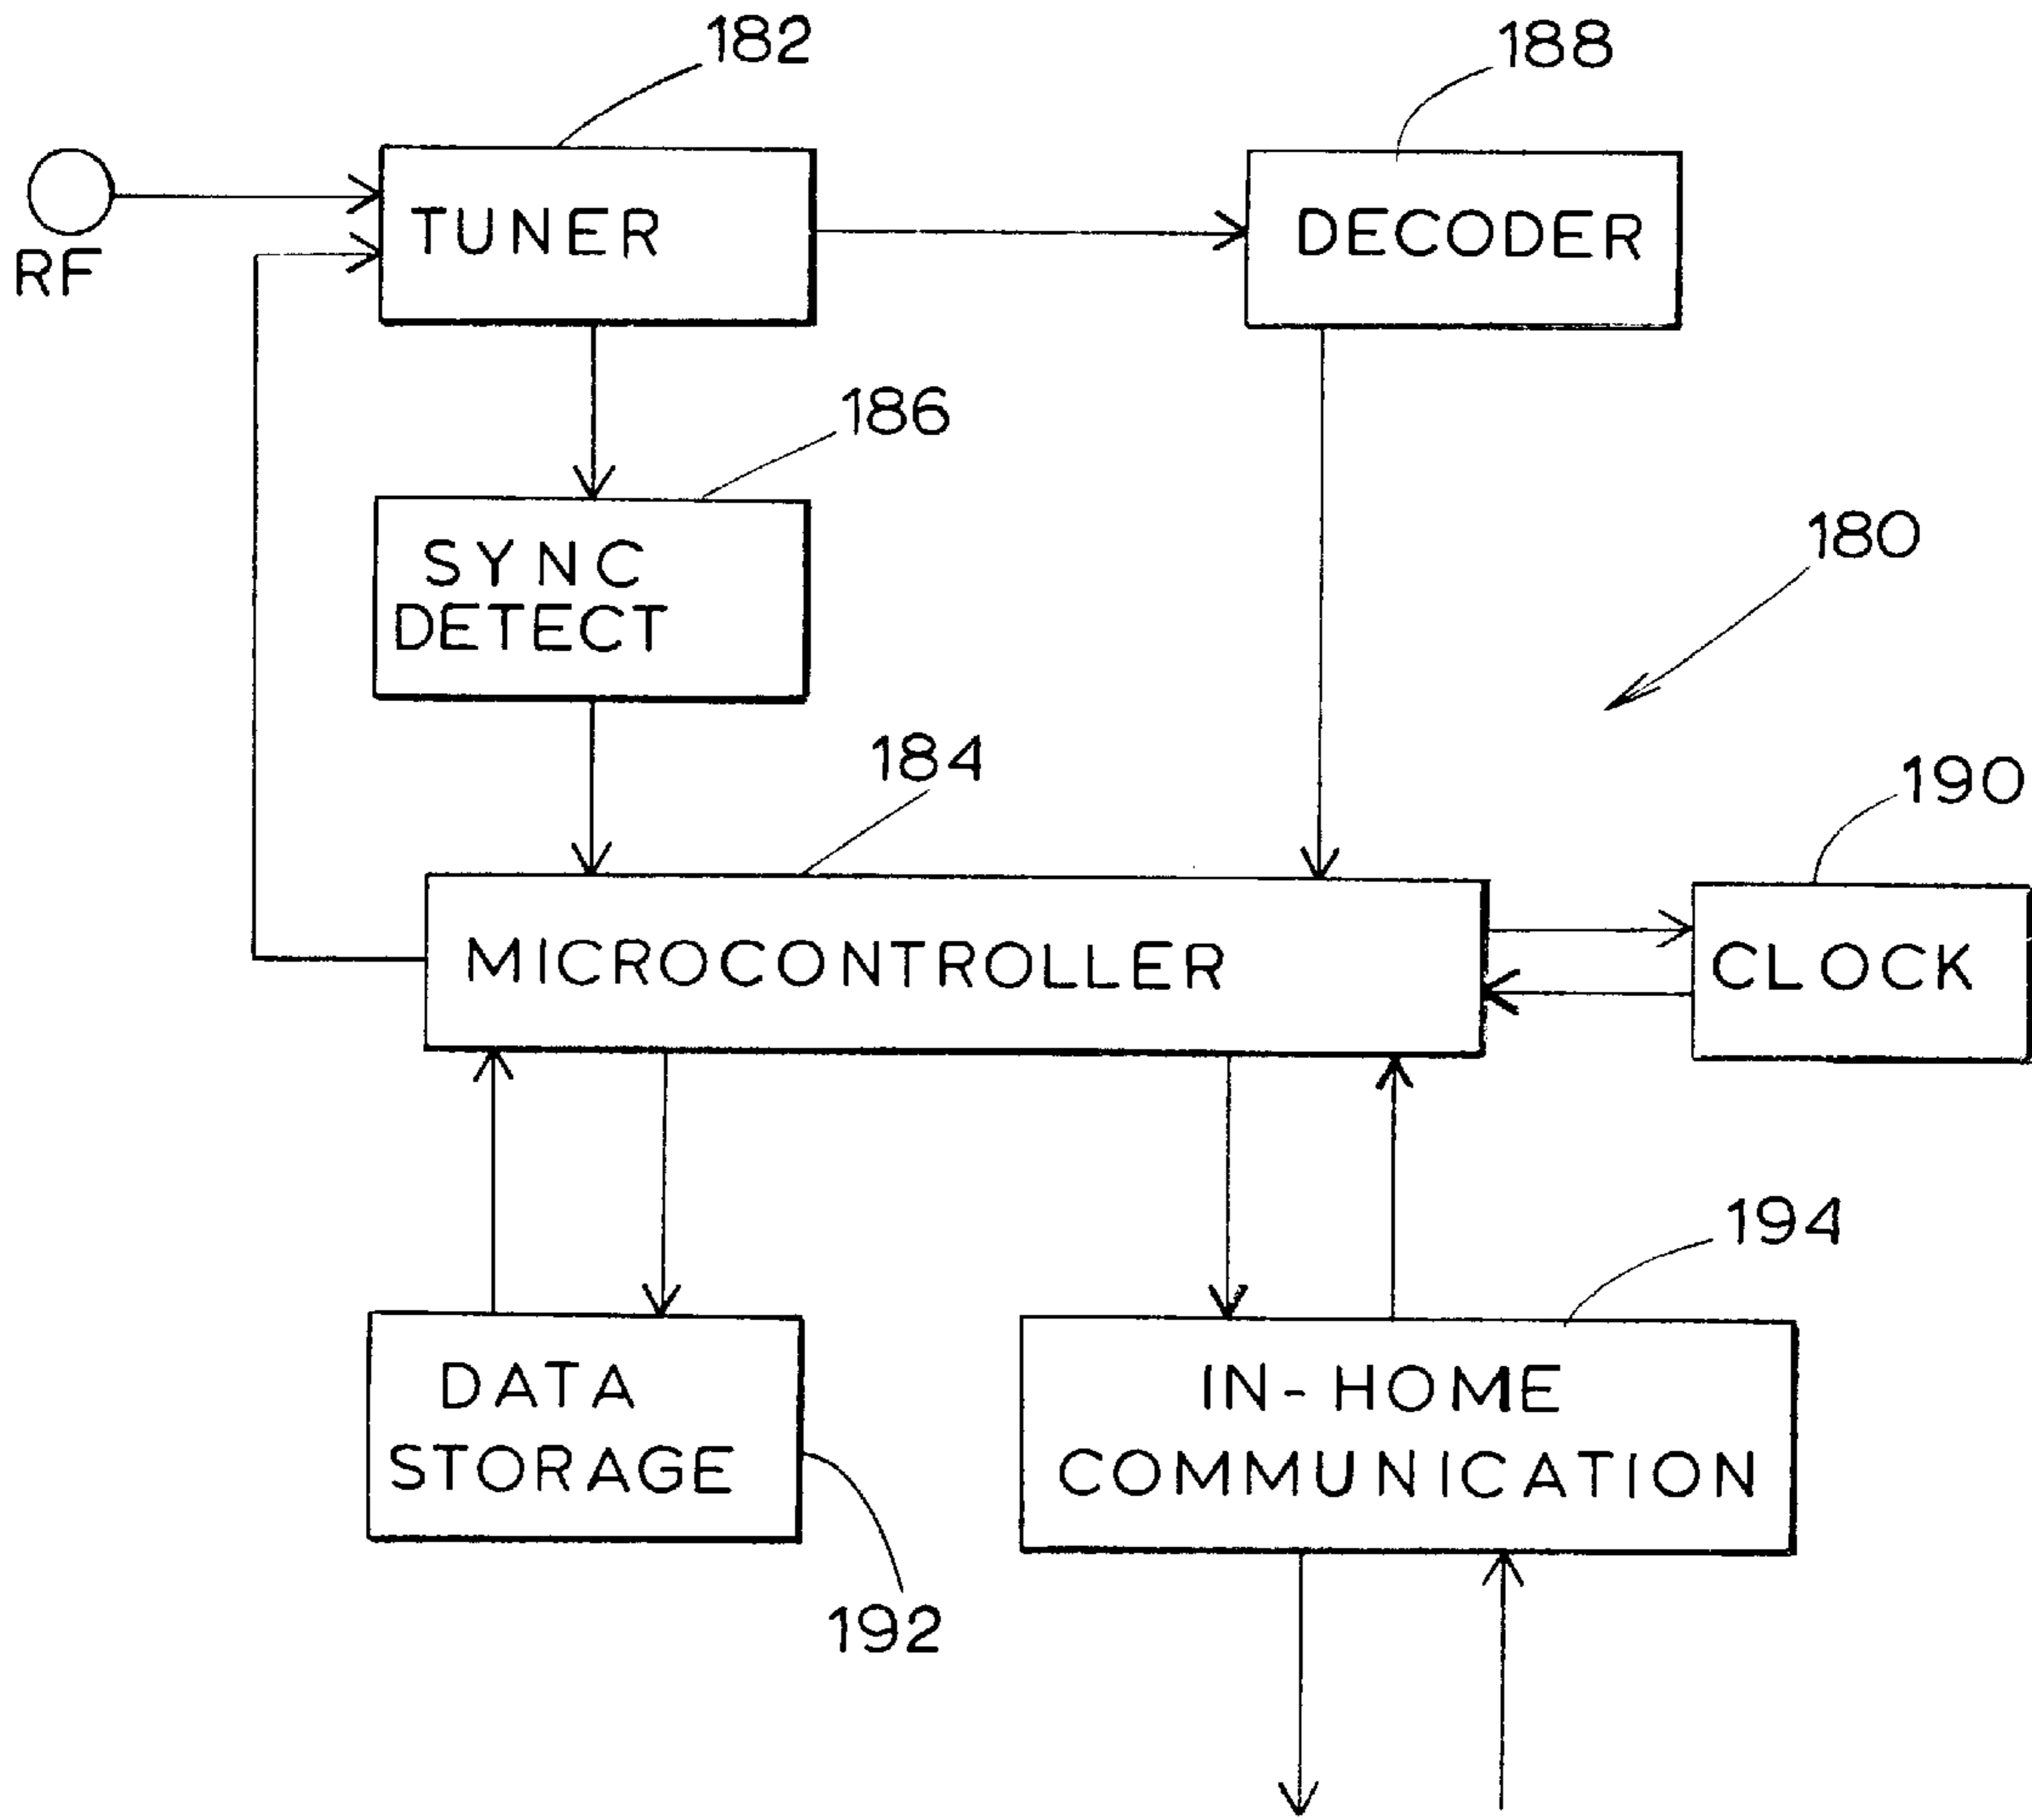 182
188
RF
TUNER
DECODER
186
SYNC
DETECT
180
184
190
MICROCONTROLLER
CLOCK
194
DATA
STORAGE
IN-HOME
COMMUNICATION
192